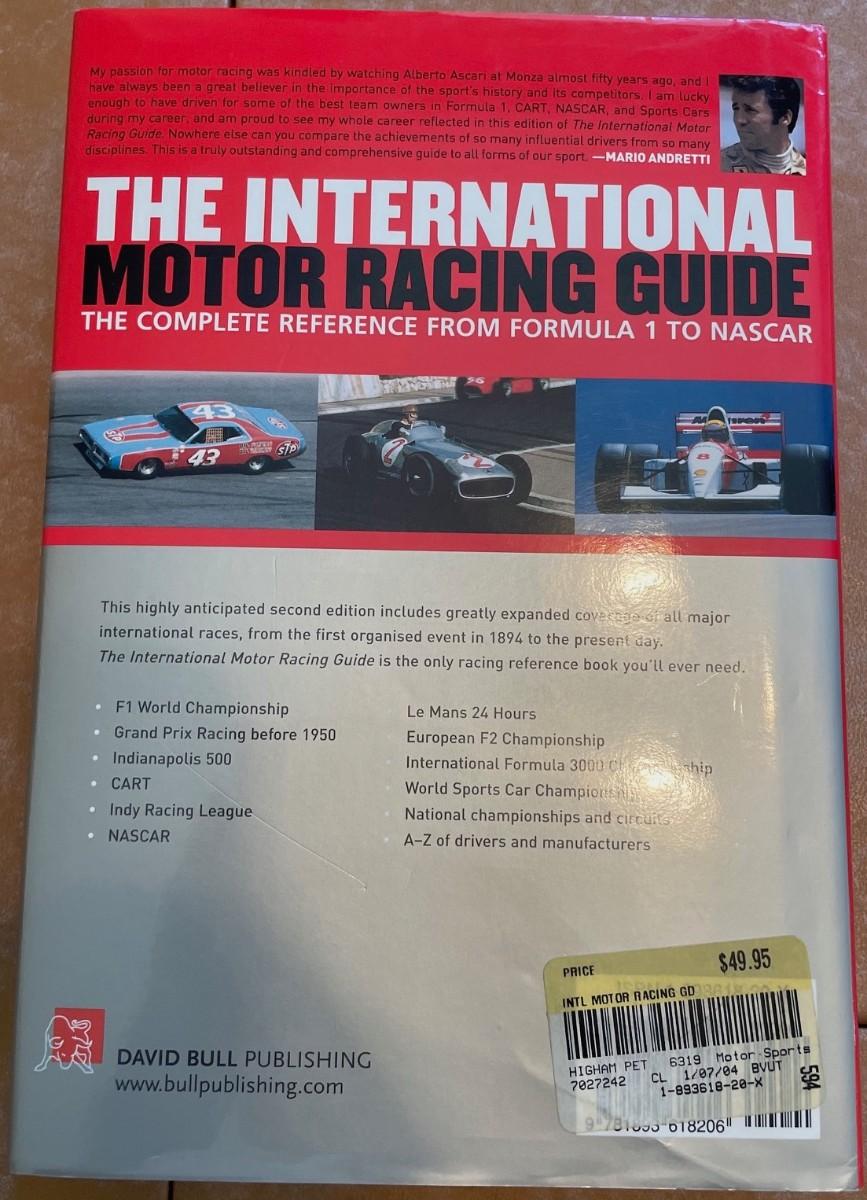 My passion for motor racing was kindled by watching Alberto Ascari at Monza almost fifty years ago, and I
have always been a great believer in the importance of the sport's history and its competitors. I am lucky
enough to have driven for some of the best team owners in Formula 1, CART, NASCAR, and Sports Cars
during my career, and am proud to see my whole career reflected in this edition of The International Motor
Racing Guide. Nowhere else can you compare the achievements of so many influential drivers from so many
disciplines. This is a truly outstanding and comprehensive guide to all forms of our sport. —MARIO ANDRETTI
THE INTERNATIONAL
MOTOR RACING GUIDE
THE COMPLETE REFERENCE FROM FORMULA 1 TO NASCAR
43
STP
43
STP
2
2
8
This highly anticipated second edition includes greatly expanded coverage of all major
international races, from the first organised event in 1894 to the present day.
The International Motor Racing Guide is the only racing reference book you'll ever need.
• F1 World Championship
• Grand Prix Racing before 1950
• Indianapolis 500
• CART
• Indy Racing League
• NASCAR
Le Mans 24 Hours
European F2 Championship
International Formula 3000 Championship
World Sports Car Championship
National championships and circuits
A–Z of drivers and manufacturers
DAVID BULL PUBLISHING
www.bullpublishing.com
PRICE $49.95
INTL MOTOR RACING GD
HIGHAM PET 6319 Motor-Sports
7027242 CL 1/07/04 BVUT
1-893618-20-X
594
9 781893 618206